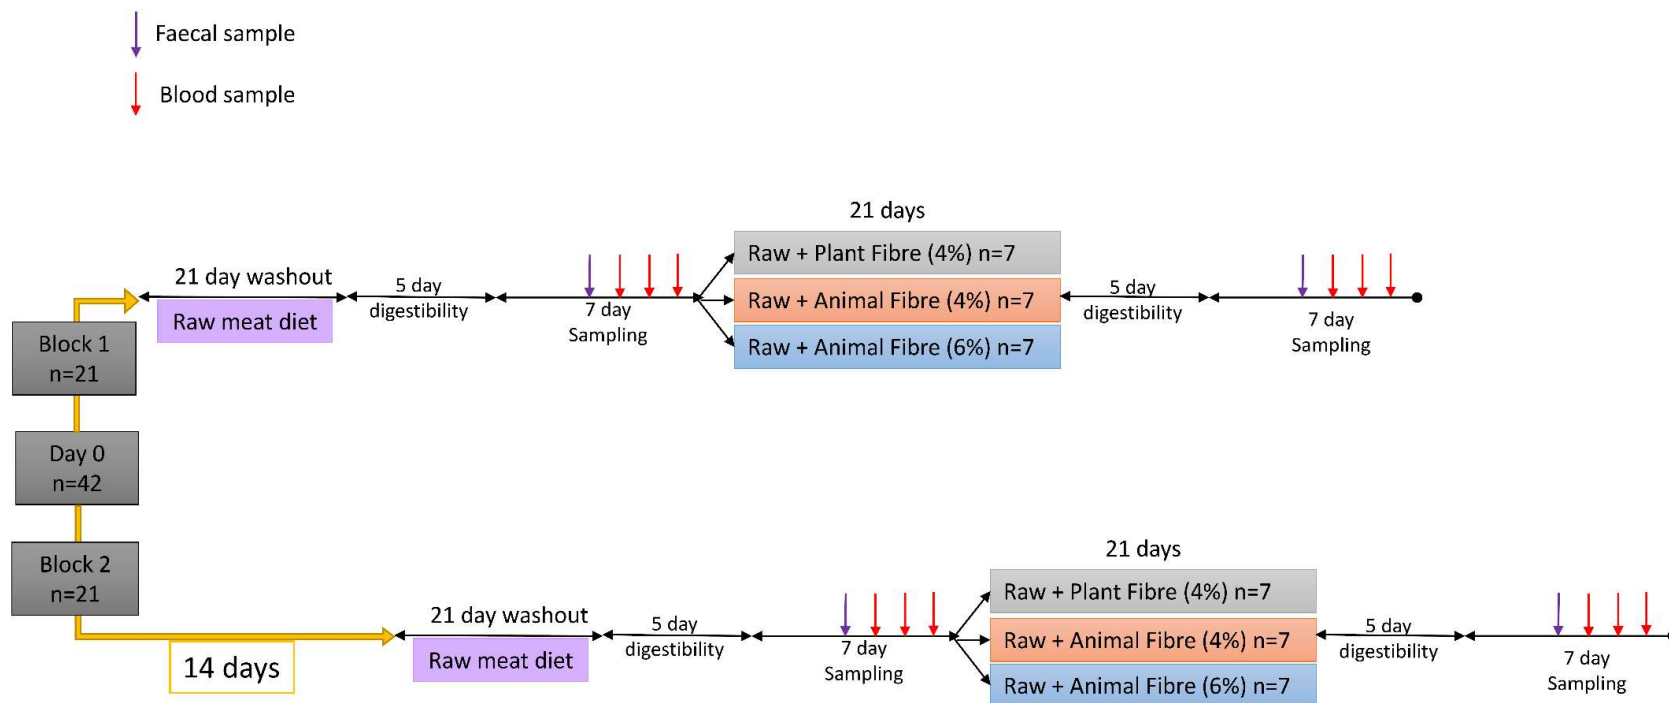 Faecal sample
Blood sample
21 days
Raw + Plant Fibre (4%) n=7
21 day washout
5 day
digestibility
Raw + Animal Fibre (4%) n=7
5 day
digestibility
Raw meat diet
7 day
Sampling
7 day
Sampling
Raw + Animal Fibre (6%) n=7
Block 1
n=21
Day 0
n=42
Block 2
n=21
21 days
Raw + Plant Fibre (4%) n=7
21 day washout
5 day
digestibility
Raw + Animal Fibre (4%) n=7
5 day
digestibility
14 days
Raw meat diet
7 day
Sampling
7 day
Sampling
Raw + Animal Fibre (6%) n=7